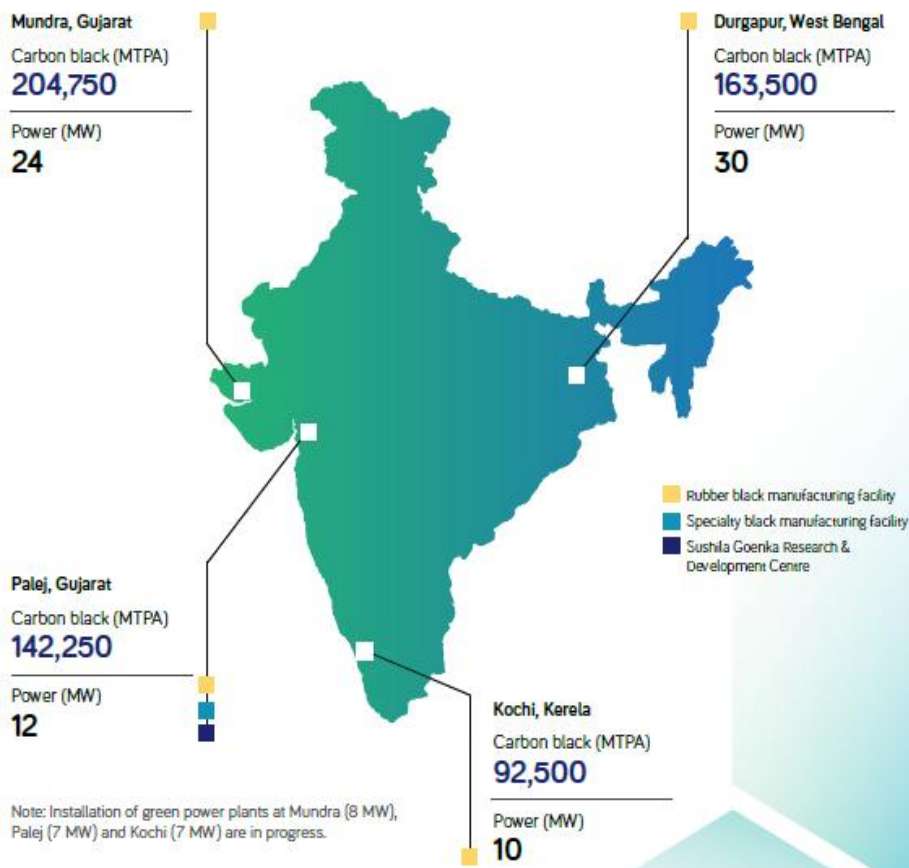 Mundra, Gujarat
Carbon black (MTPA)
204,750
Power (MW)
24
Durgapur, West Bengal
Carbon black (MTPA)
163,500
Power (MW)
30
Rubber black manufacturing facility
Specialty black manufacturing facility
Sushila Goenka Research &
Development Centre
Palej, Gujarat
Carbon black (MTPA)
142,250
Power (MW)
12
Kochi, Kerela
Carbon black (MTPA)
92,500
Power (MW)
10
Note: Installation of green power plants at Mundra (8 MW),
Palej (7 MW) and Kochi (7 MW) are in progress.